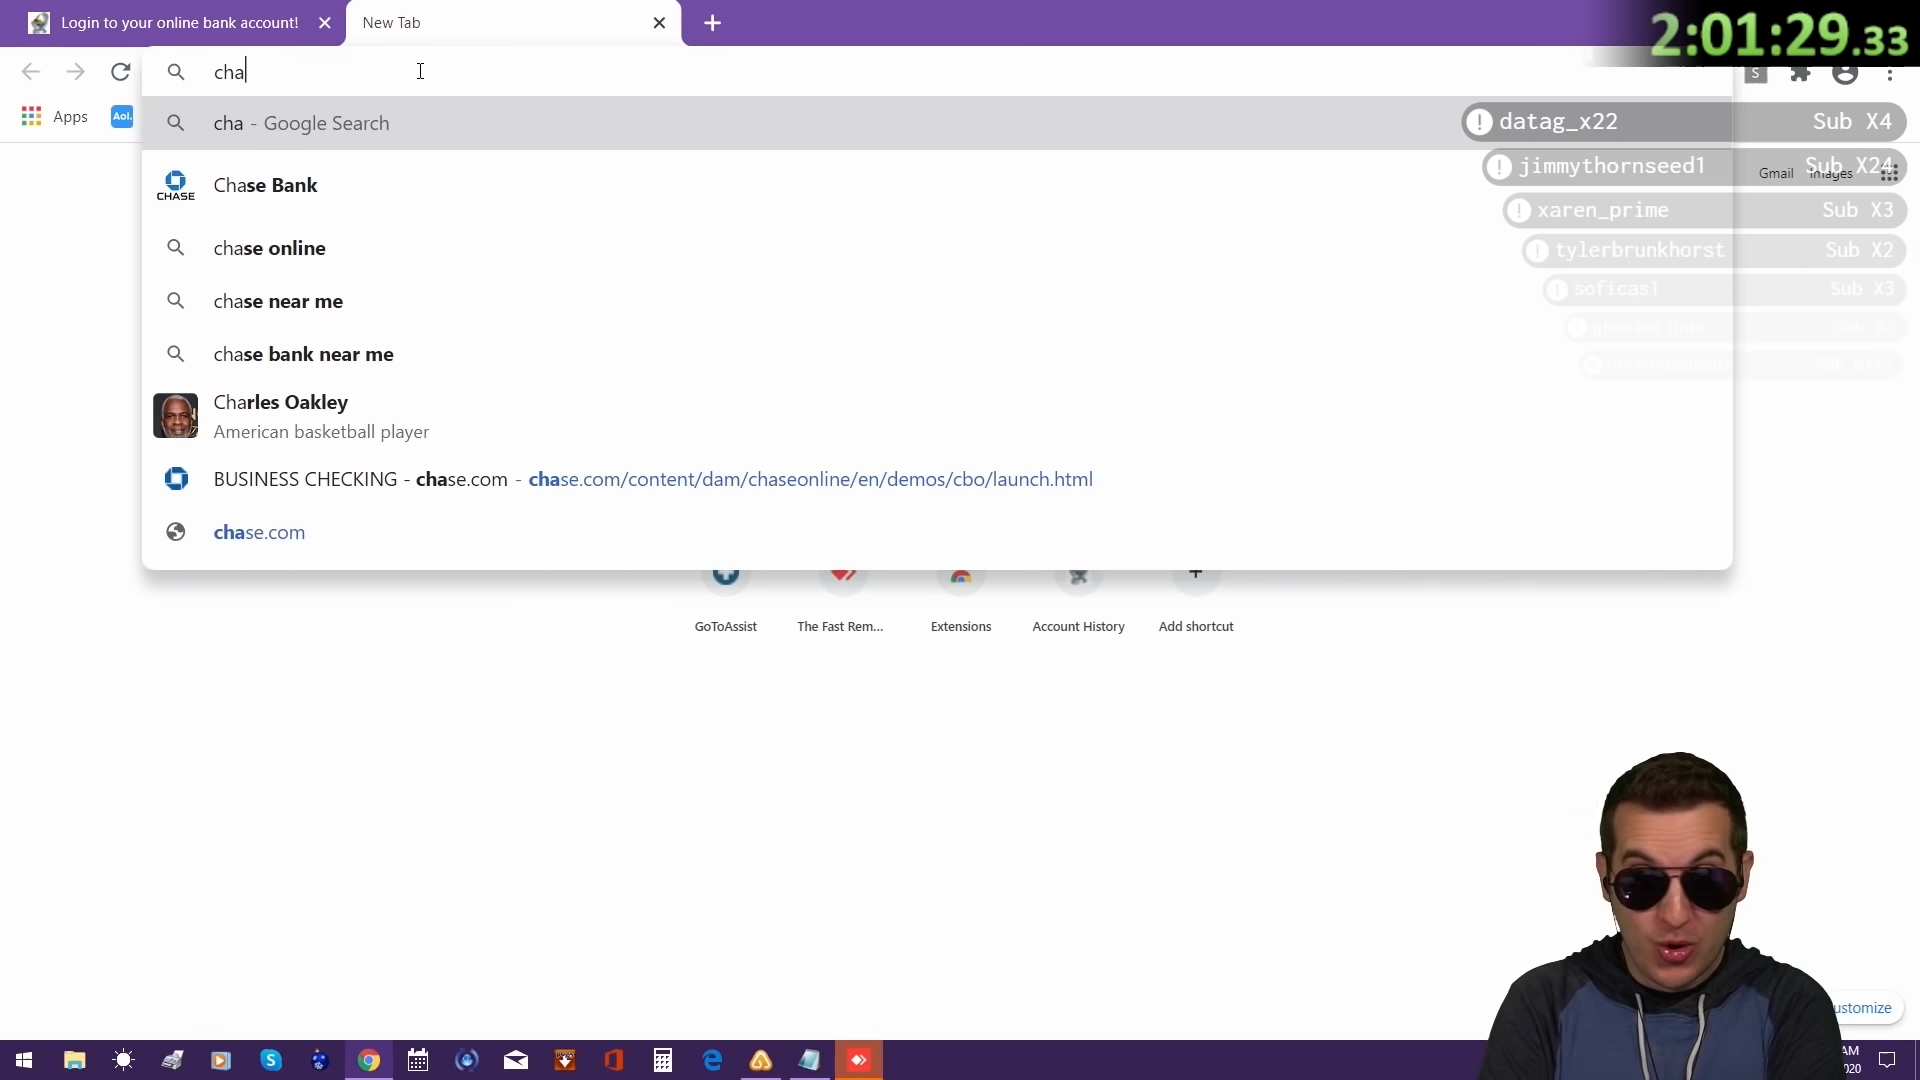 Login to your online bank account!
New Tab
2:01:29.33
cha
S
Apps
Aol.
cha - Google Search
datag_x22 Sub X4
jimmythornseed1 Sub X24
Gmail Images
CHASE
Chase Bank
xaren_prime Sub X3
chase online
tylerbrunkhorst Sub X2
soficas1 Sub X3
chase near me
chase bank near me
Charles Oakley
American basketball player
BUSINESS CHECKING - chase.com - chase.com/content/dam/chaseonline/en/demos/cbo/launch.html
chase.com
GoToAssist
The Fast Rem...
Extensions
Account History
Add shortcut
ustomize
AM
020